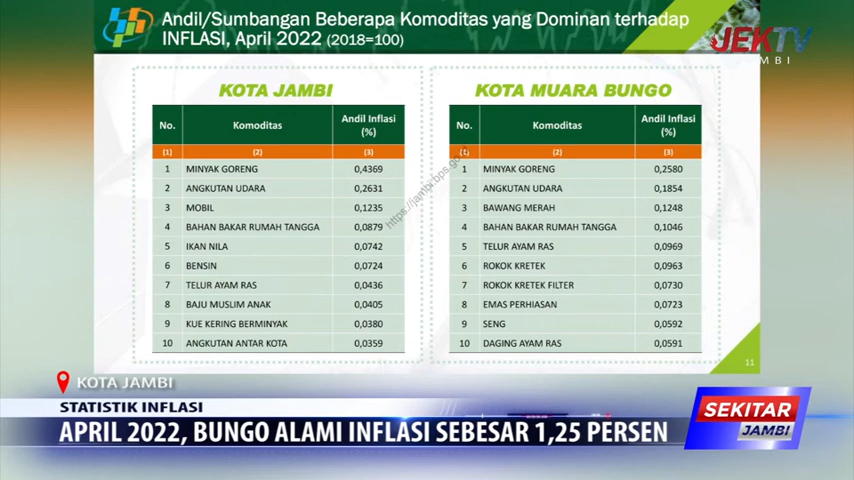 Andil/Sumbangan Beberapa Komoditas yang Dominan terhadap
INFLASI, April 2022 (2018=100)
JEKTV
JAMBI
KOTA JAMBI
No. Komoditas Andil Inflasi (%)
(1) (2) (3)
1 MINYAK GORENG 0,4369
2 ANGKUTAN UDARA 0,2631
3 MOBIL 0,1235
4 BAHAN BAKAR RUMAH TANGGA 0,0879
5 IKAN NILA 0,0742
6 BENSIN 0,0724
7 TELUR AYAM RAS 0,0436
8 BAJU MUSLIM ANAK 0,0405
9 KUE KERING BERMINYAK 0,0380
10 ANGKUTAN ANTAR KOTA 0,0359
KOTA MUARA BUNGO
No. Komoditas Andil Inflasi (%)
(1) (2) (3)
1 MINYAK GORENG 0,2580
2 ANGKUTAN UDARA 0,1854
3 BAWANG MERAH 0,1248
4 BAHAN BAKAR RUMAH TANGGA 0,1046
5 TELUR AYAM RAS 0,0969
6 ROKOK KRETEK 0,0963
7 ROKOK KRETEK FILTER 0,0730
8 EMAS PERHIASAN 0,0723
9 SENG 0,0592
10 DAGING AYAM RAS 0,0591
https://jambi.bps.go
11
KOTA JAMBI
STATISTIK INFLASI
APRIL 2022, BUNGO ALAMI INFLASI SEBESAR 1,25 PERSEN
SEKITAR
JAMBI